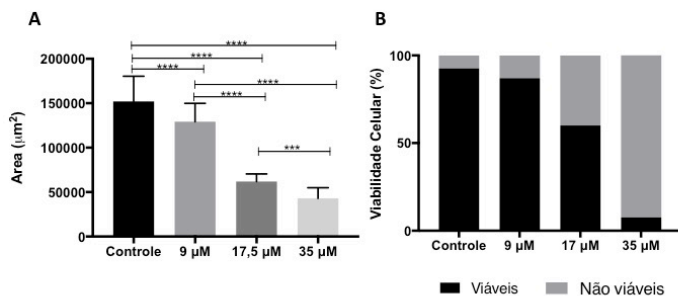 A
Area (μm²)
200000
150000
100000
50000
0
****
****
****
****
****
***
Controle 9 μM 17,5 μM 35 μM
B
Viabilidade Celular (%)
100
50
0
Controle 9 μM 17 μM 35 μM
Viáveis Não viáveis